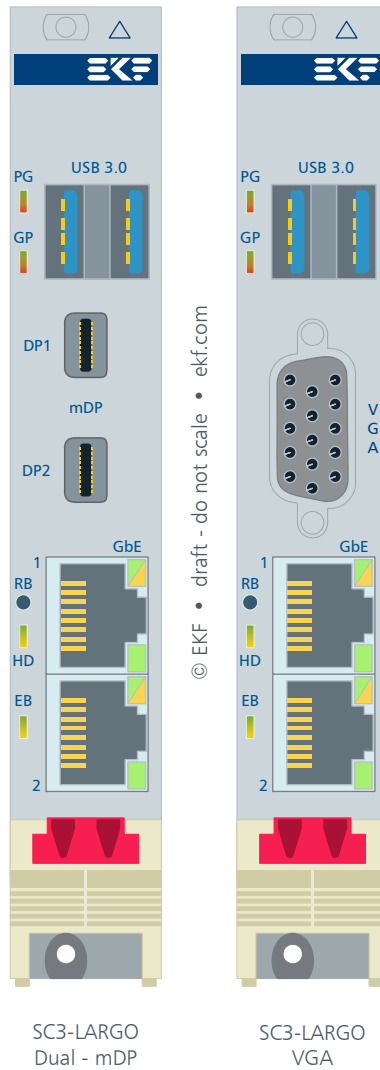 EKF
USB 3.0
PG
GP
DP1
mDP
DP2
GbE
1
RB
HD
EB
2
SC3-LARGO
Dual - mDP
© EKF • draft - do not scale • ekf.com
EKF
USB 3.0
PG
GP
V
G
A
GbE
1
RB
HD
EB
2
SC3-LARGO
VGA